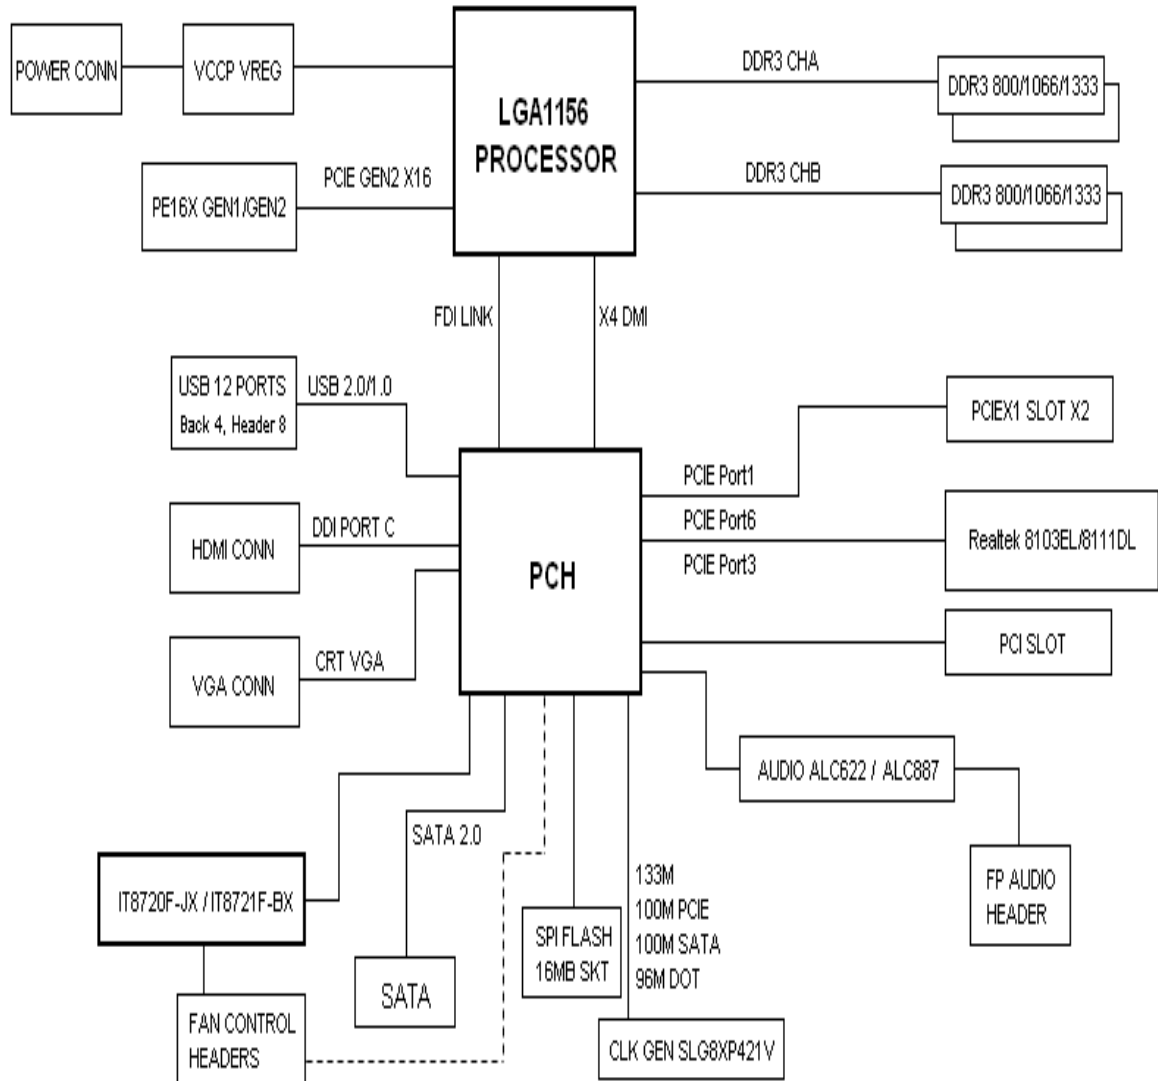 POWER CONN
VCCP VREG
LGA1156
PROCESSOR
DDR3 CHA
DDR3 800/1066/1333
PE16X GEN1/GEN2
PCIE GEN2 X16
DDR3 CHB
DDR3 800/1066/1333
FDI LINK
X4 DMI
USB 12 PORTS
Back 4, Header 8
USB 2.0/1.0
PCIEX1 SLOT X2
PCIE Port1
HDMI CONN
DDI PORT C
PCH
PCIE Port6
PCIE Port3
Realtek 8103EL/8111DL
VGA CONN
CRT VGA
PCI SLOT
AUDIO ALC622 / ALC887
SATA 2.0
IT8720F-JX / IT8721F-BX
133M
100M PCIE
100M SATA
96M DOT
FP AUDIO
HEADER
SPI FLASH
16MB SKT
SATA
FAN CONTROL
HEADERS
CLK GEN SLG8XP421V